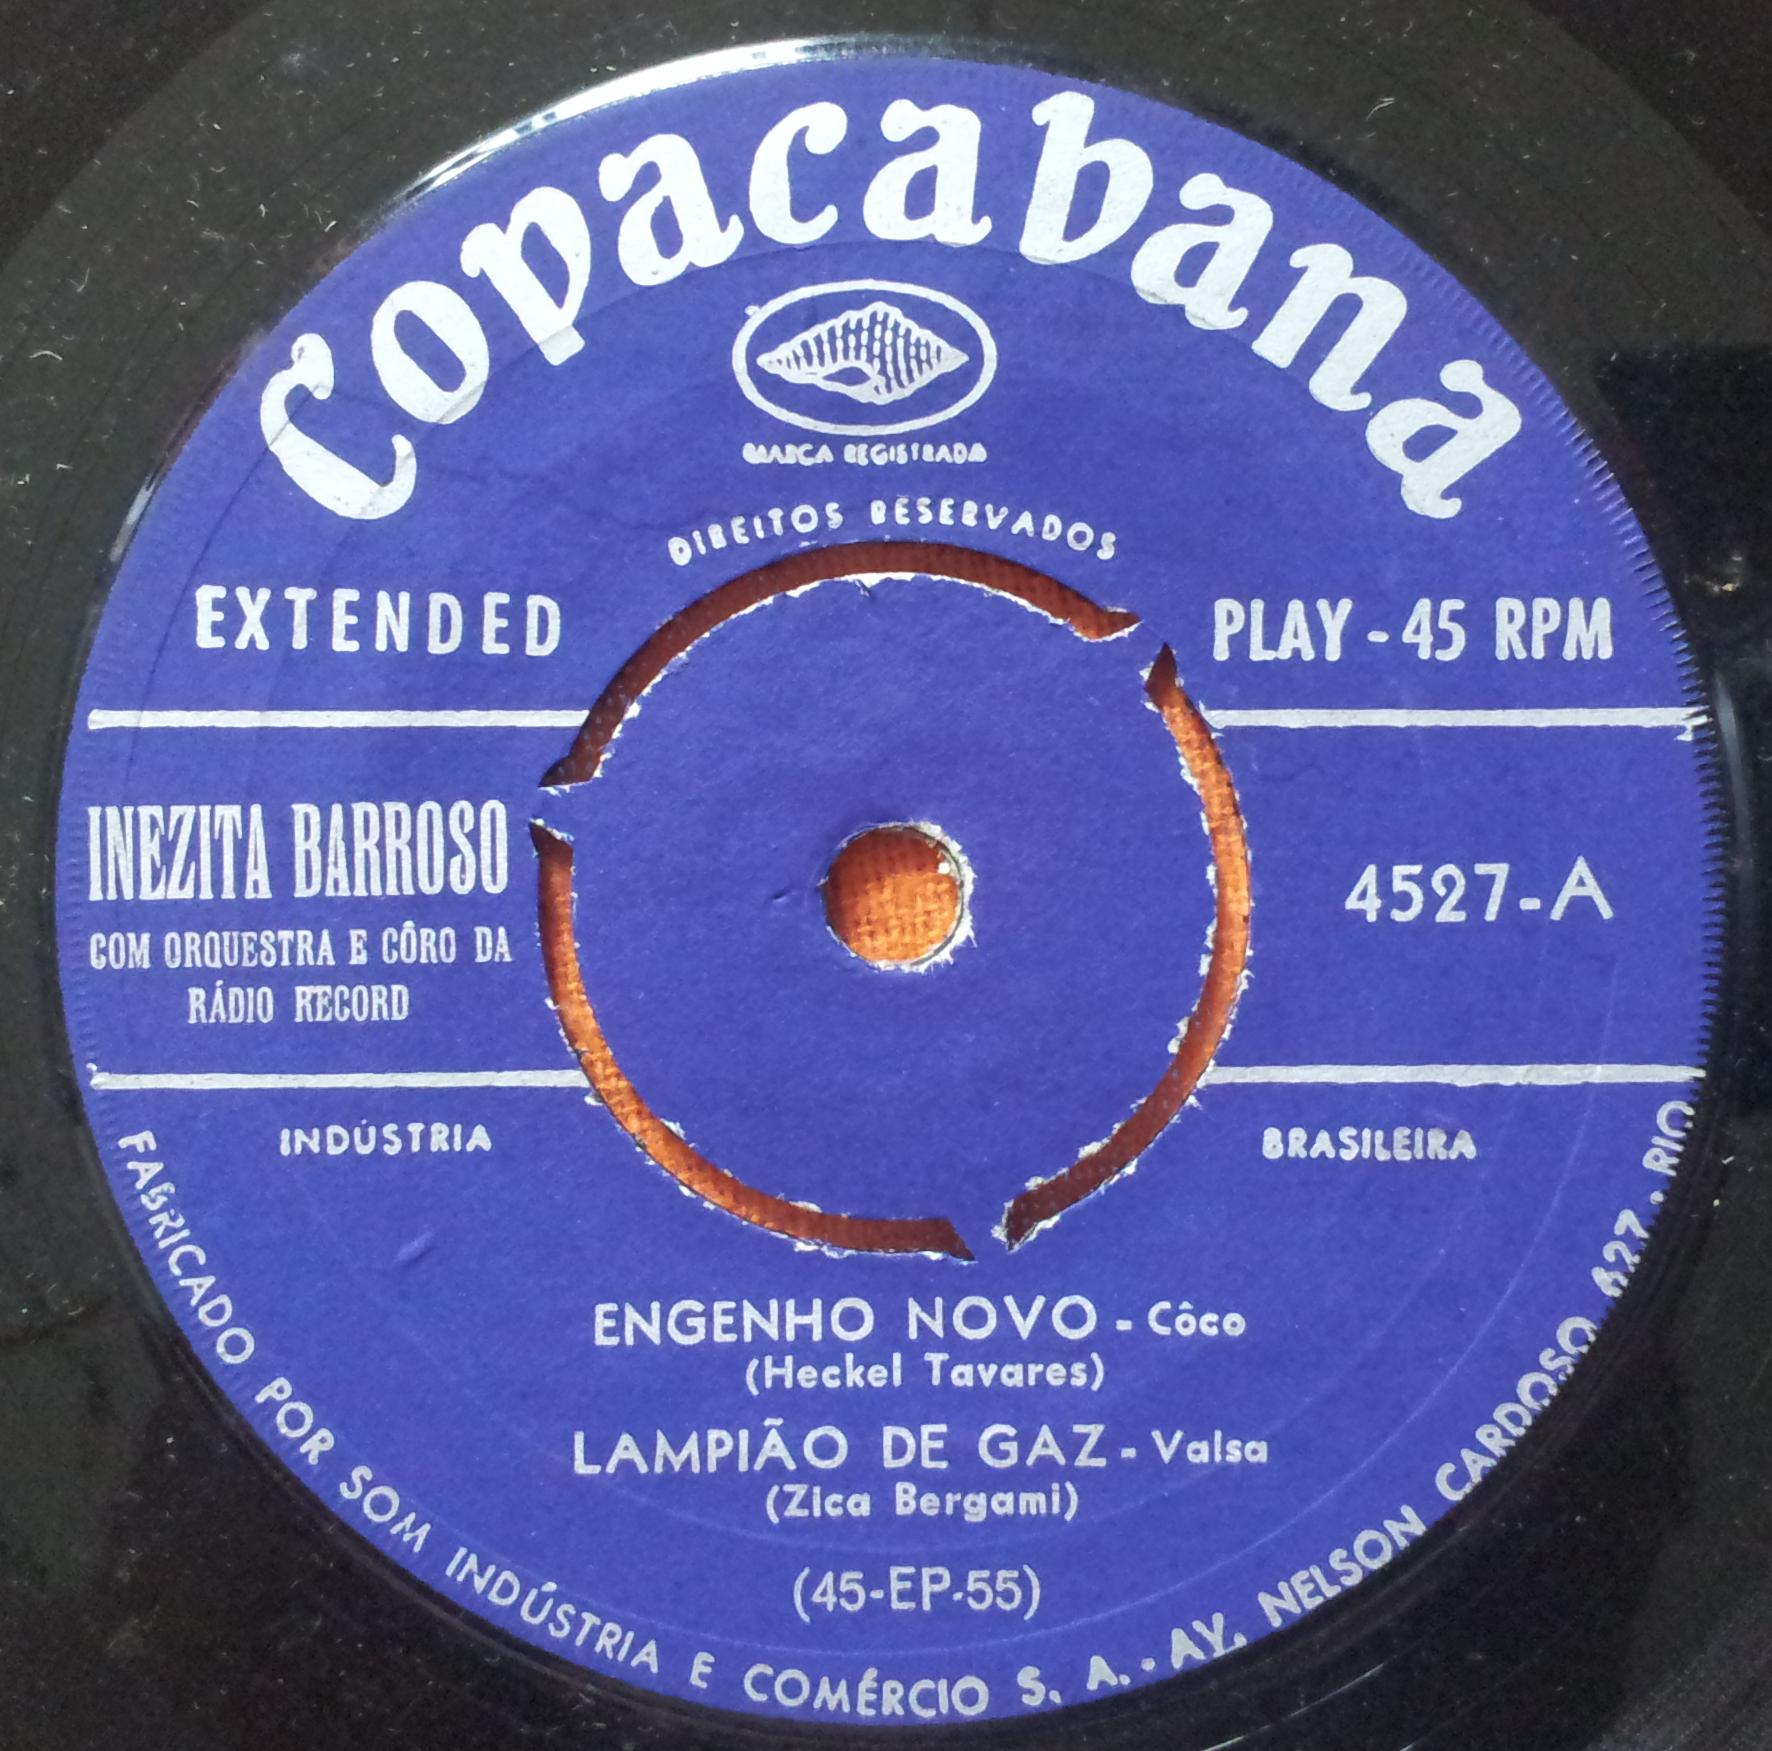 Copacabana
MARCA REGISTRADA
DIREITOS RESERVADOS
EXTENDED PLAY - 45 RPM
INEZITA BARROSO
COM ORQUESTRA E CÔRO DA
RÁDIO RECORD
4527-A
INDÚSTRIA BRASILEIRA
ENGENHO NOVO - Côco
(Heckel Tavares)
LAMPIÃO DE GAZ - Valsa
(Zica Bergami)
(45-EP-55)
FABRICADO POR SOM INDÚSTRIA E COMÉRCIO S. A. - AV. NELSON CARDOSO 627 - RIO